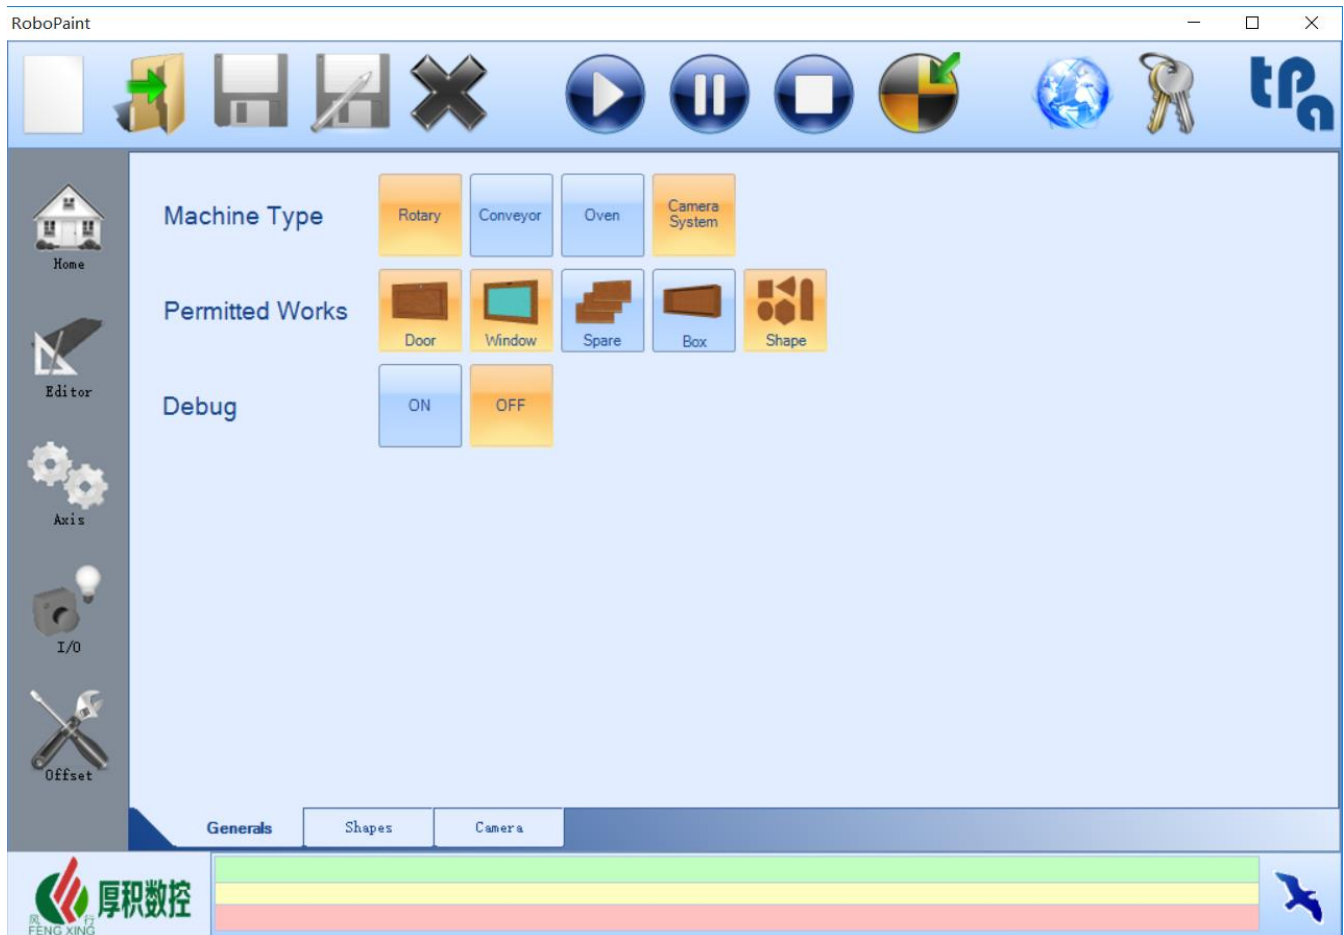 RoboPaint
tpa
Home
Editor
Axis
I/O
Offset
Machine Type
Rotary
Conveyor
Oven
Camera
System
Permitted Works
Door
Window
Spare
Box
Shape
Debug
ON
OFF
Generals
Shapes
Camera
厚积数控
风 行
FENG XING